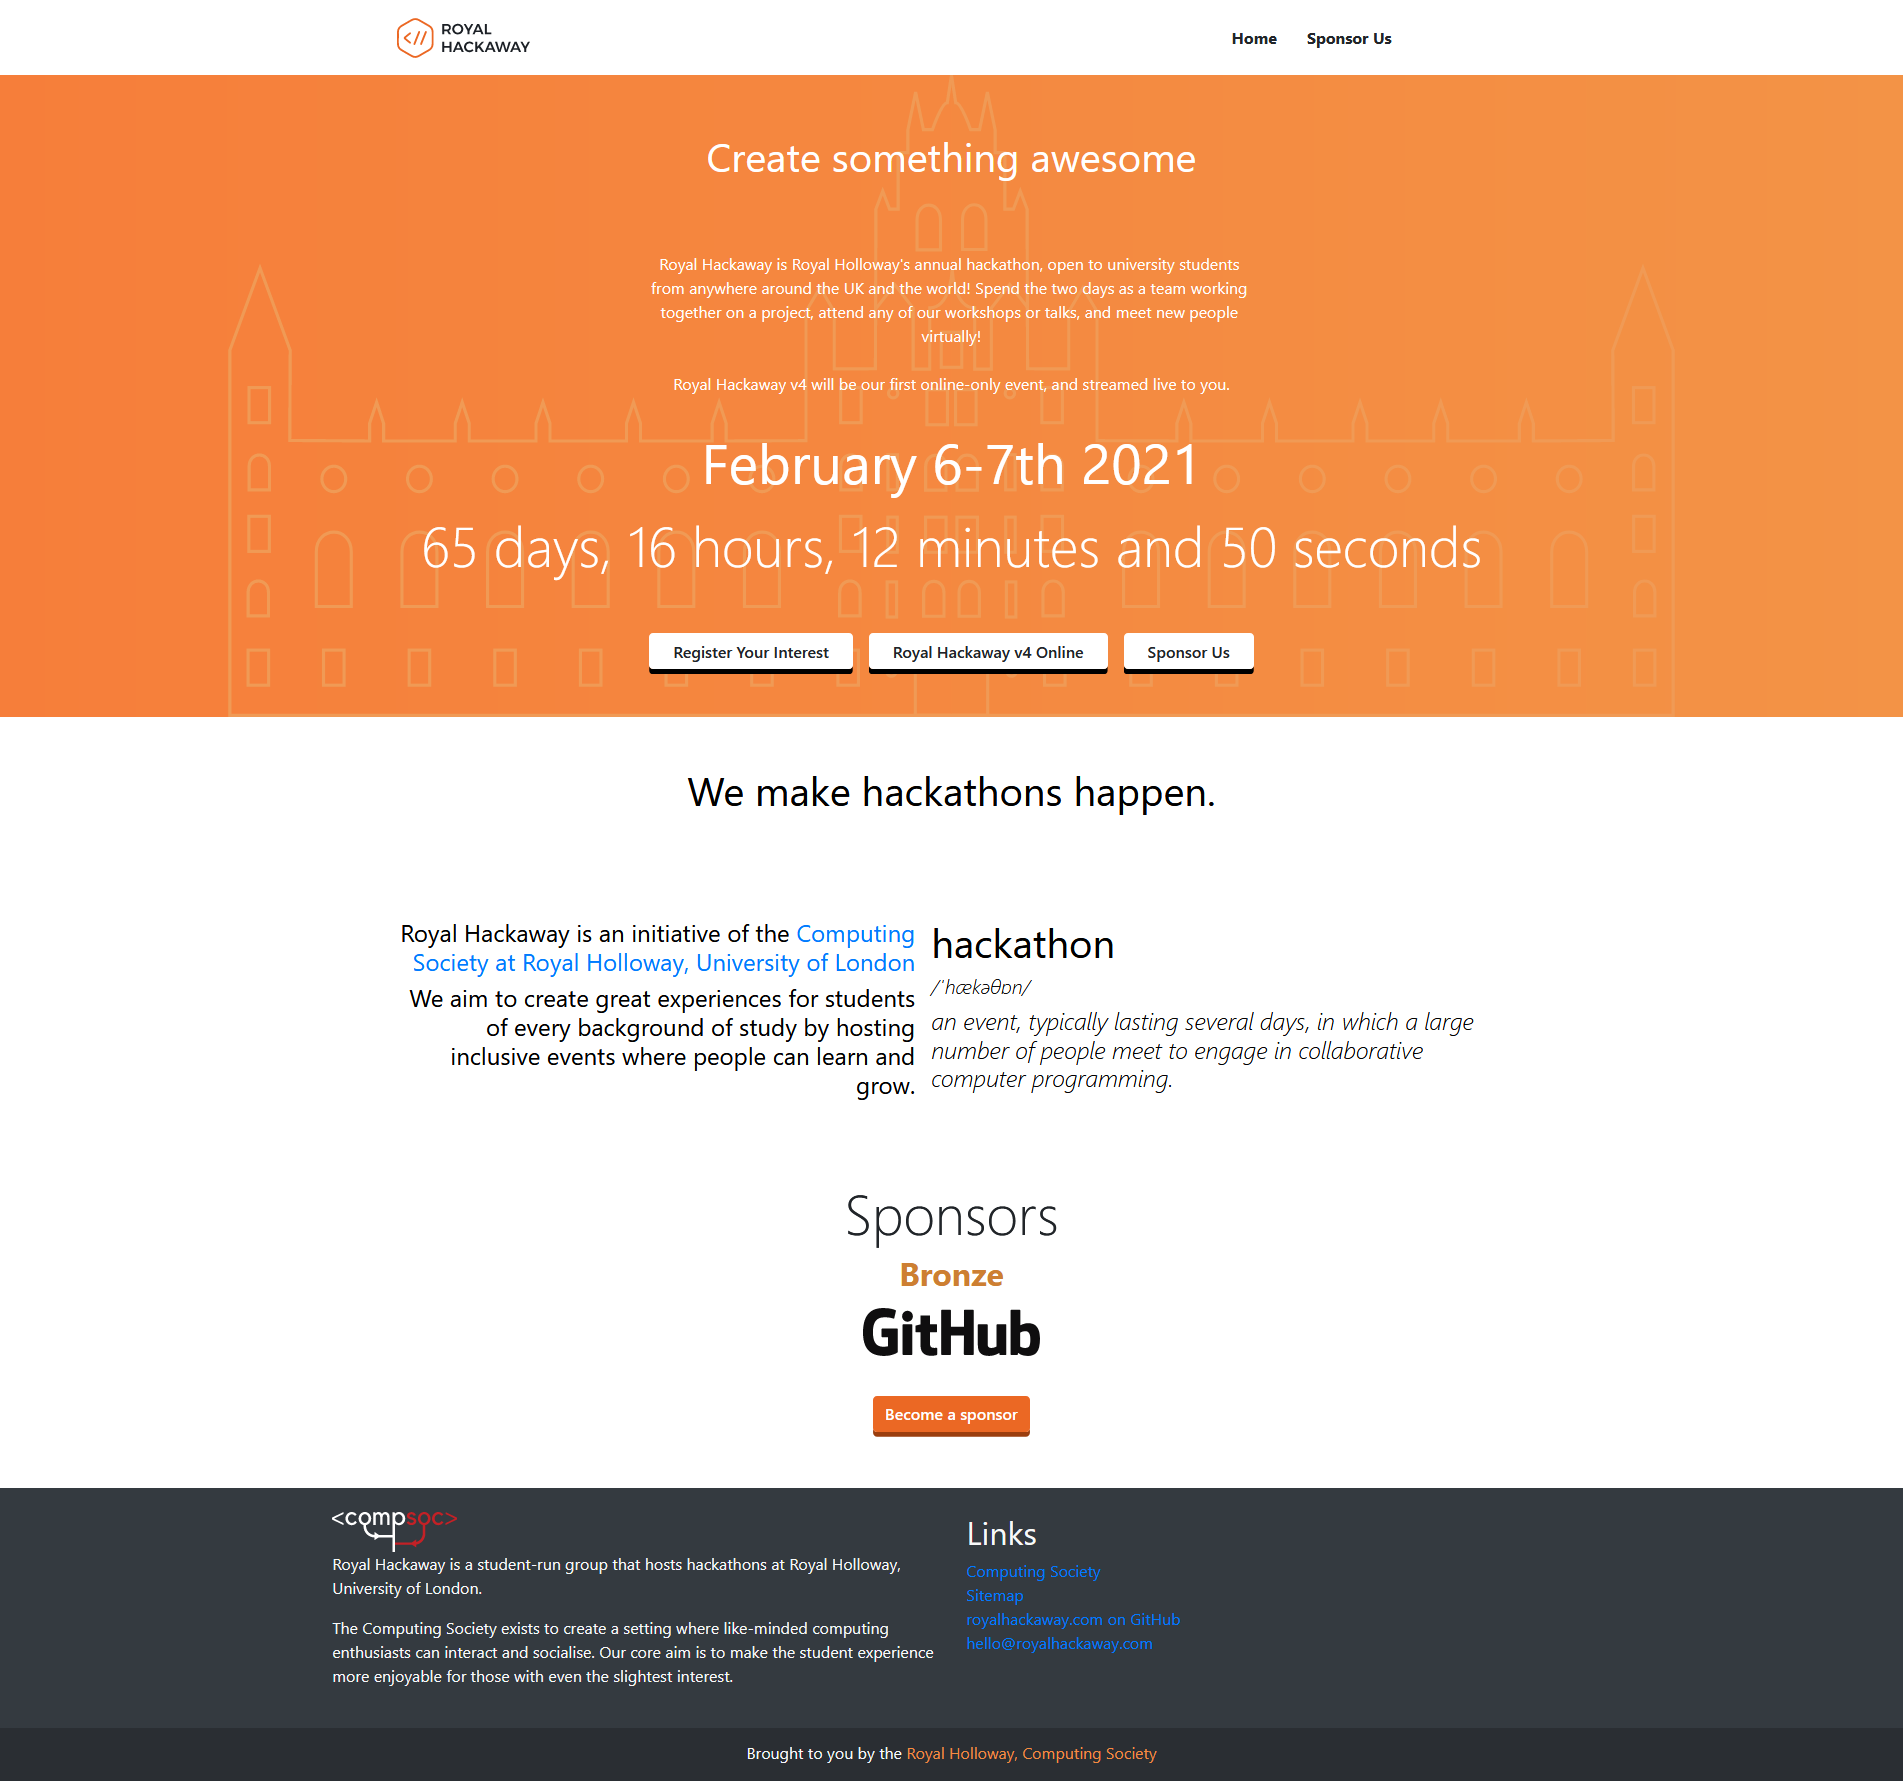 ROYAL
HACKAWAY
Home
Sponsor Us
Create something awesome
Royal Hackaway is Royal Holloway's annual hackathon, open to university students
from anywhere around the UK and the world! Spend the two days as a team working
together on a project, attend any of our workshops or talks, and meet new people
virtually!
Royal Hackaway v4 will be our first online-only event, and streamed live to you.
February 6-7th 2021
65 days, 16 hours, 12 minutes and 50 seconds
Register Your Interest
Royal Hackaway v4 Online
Sponsor Us
We make hackathons happen.
Royal Hackaway is an initiative of the Computing
Society at Royal Holloway, University of London
We aim to create great experiences for students
of every background of study by hosting
inclusive events where people can learn and
grow.
hackathon
/ˈhækəθɒn/
an event, typically lasting several days, in which a large
number of people meet to engage in collaborative
computer programming.
Sponsors
Bronze
GitHub
Become a sponsor
<compsoc>
Royal Hackaway is a student-run group that hosts hackathons at Royal Holloway,
University of London.
The Computing Society exists to create a setting where like-minded computing
enthusiasts can interact and socialise. Our core aim is to make the student experience
more enjoyable for those with even the slightest interest.
Links
Computing Society
Sitemap
royalhackaway.com on GitHub
hello@royalhackaway.com
Brought to you by the Royal Holloway, Computing Society